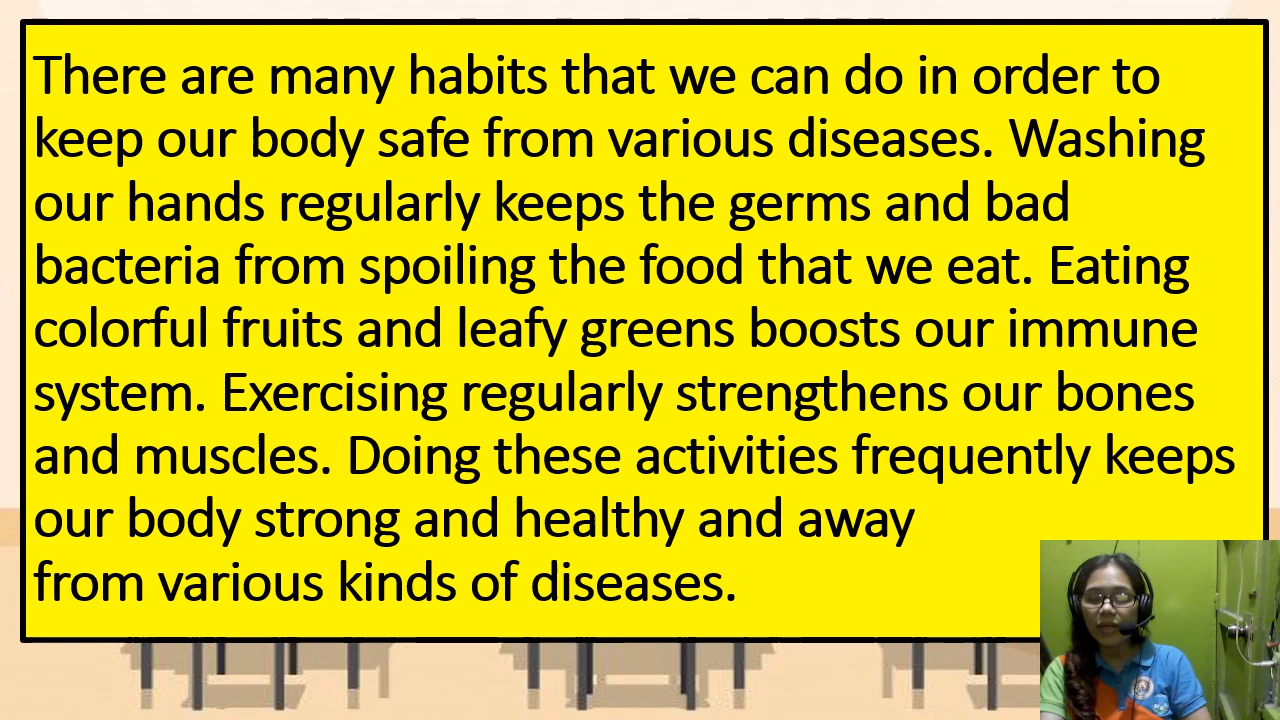 There are many habits that we can do in order to
keep our body safe from various diseases. Washing
our hands regularly keeps the germs and bad
bacteria from spoiling the food that we eat. Eating
colorful fruits and leafy greens boosts our immune
system. Exercising regularly strengthens our bones
and muscles. Doing these activities frequently keeps
our body strong and healthy and away
from various kinds of diseases.